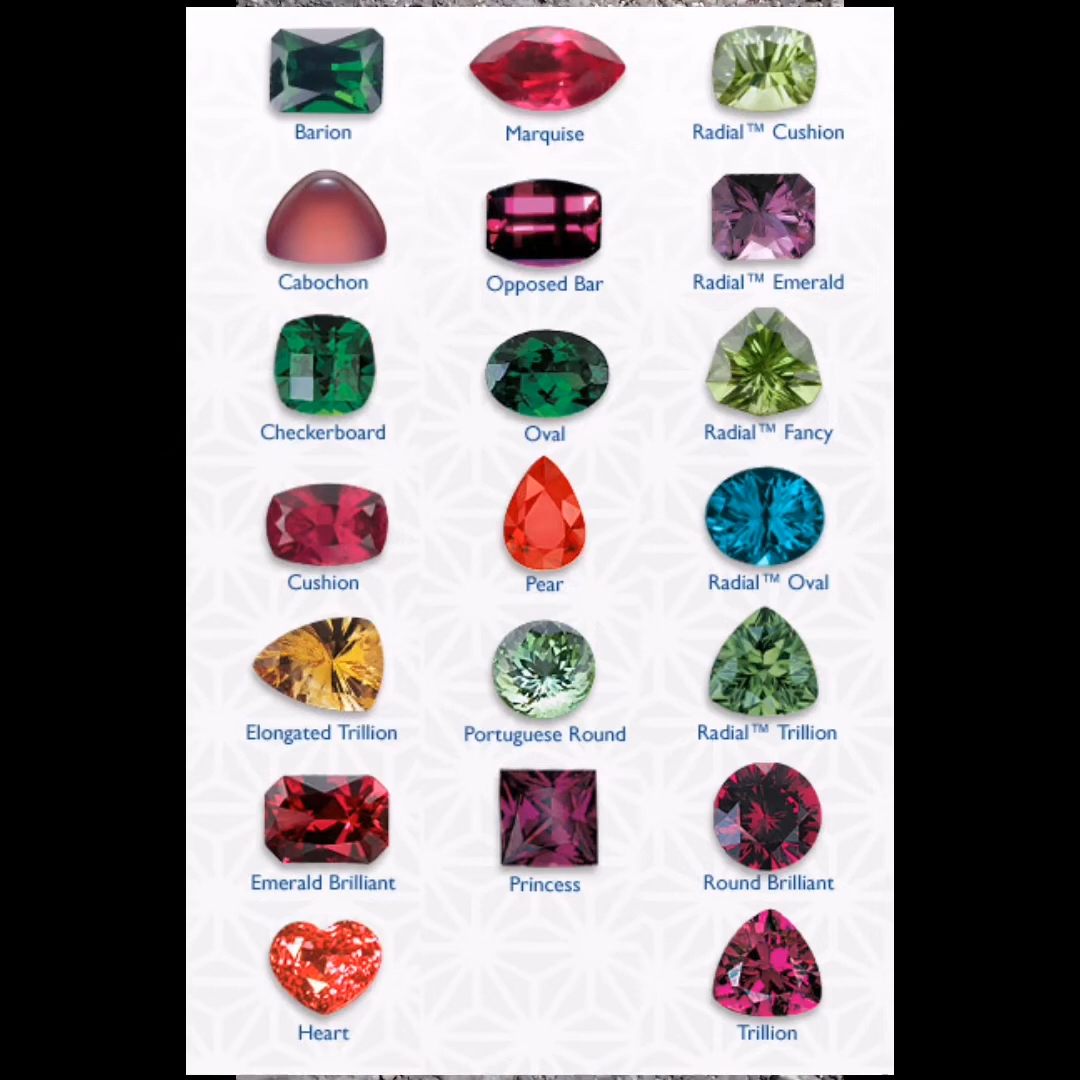 Barion
Marquise
Radial™ Cushion
Cabochon
Opposed Bar
Radial™ Emerald
Checkerboard
Oval
Radial™ Fancy
Cushion
Pear
Radial™ Oval
Elongated Trillion
Portuguese Round
Radial™ Trillion
Emerald Brilliant
Princess
Round Brilliant
Heart
Trillion